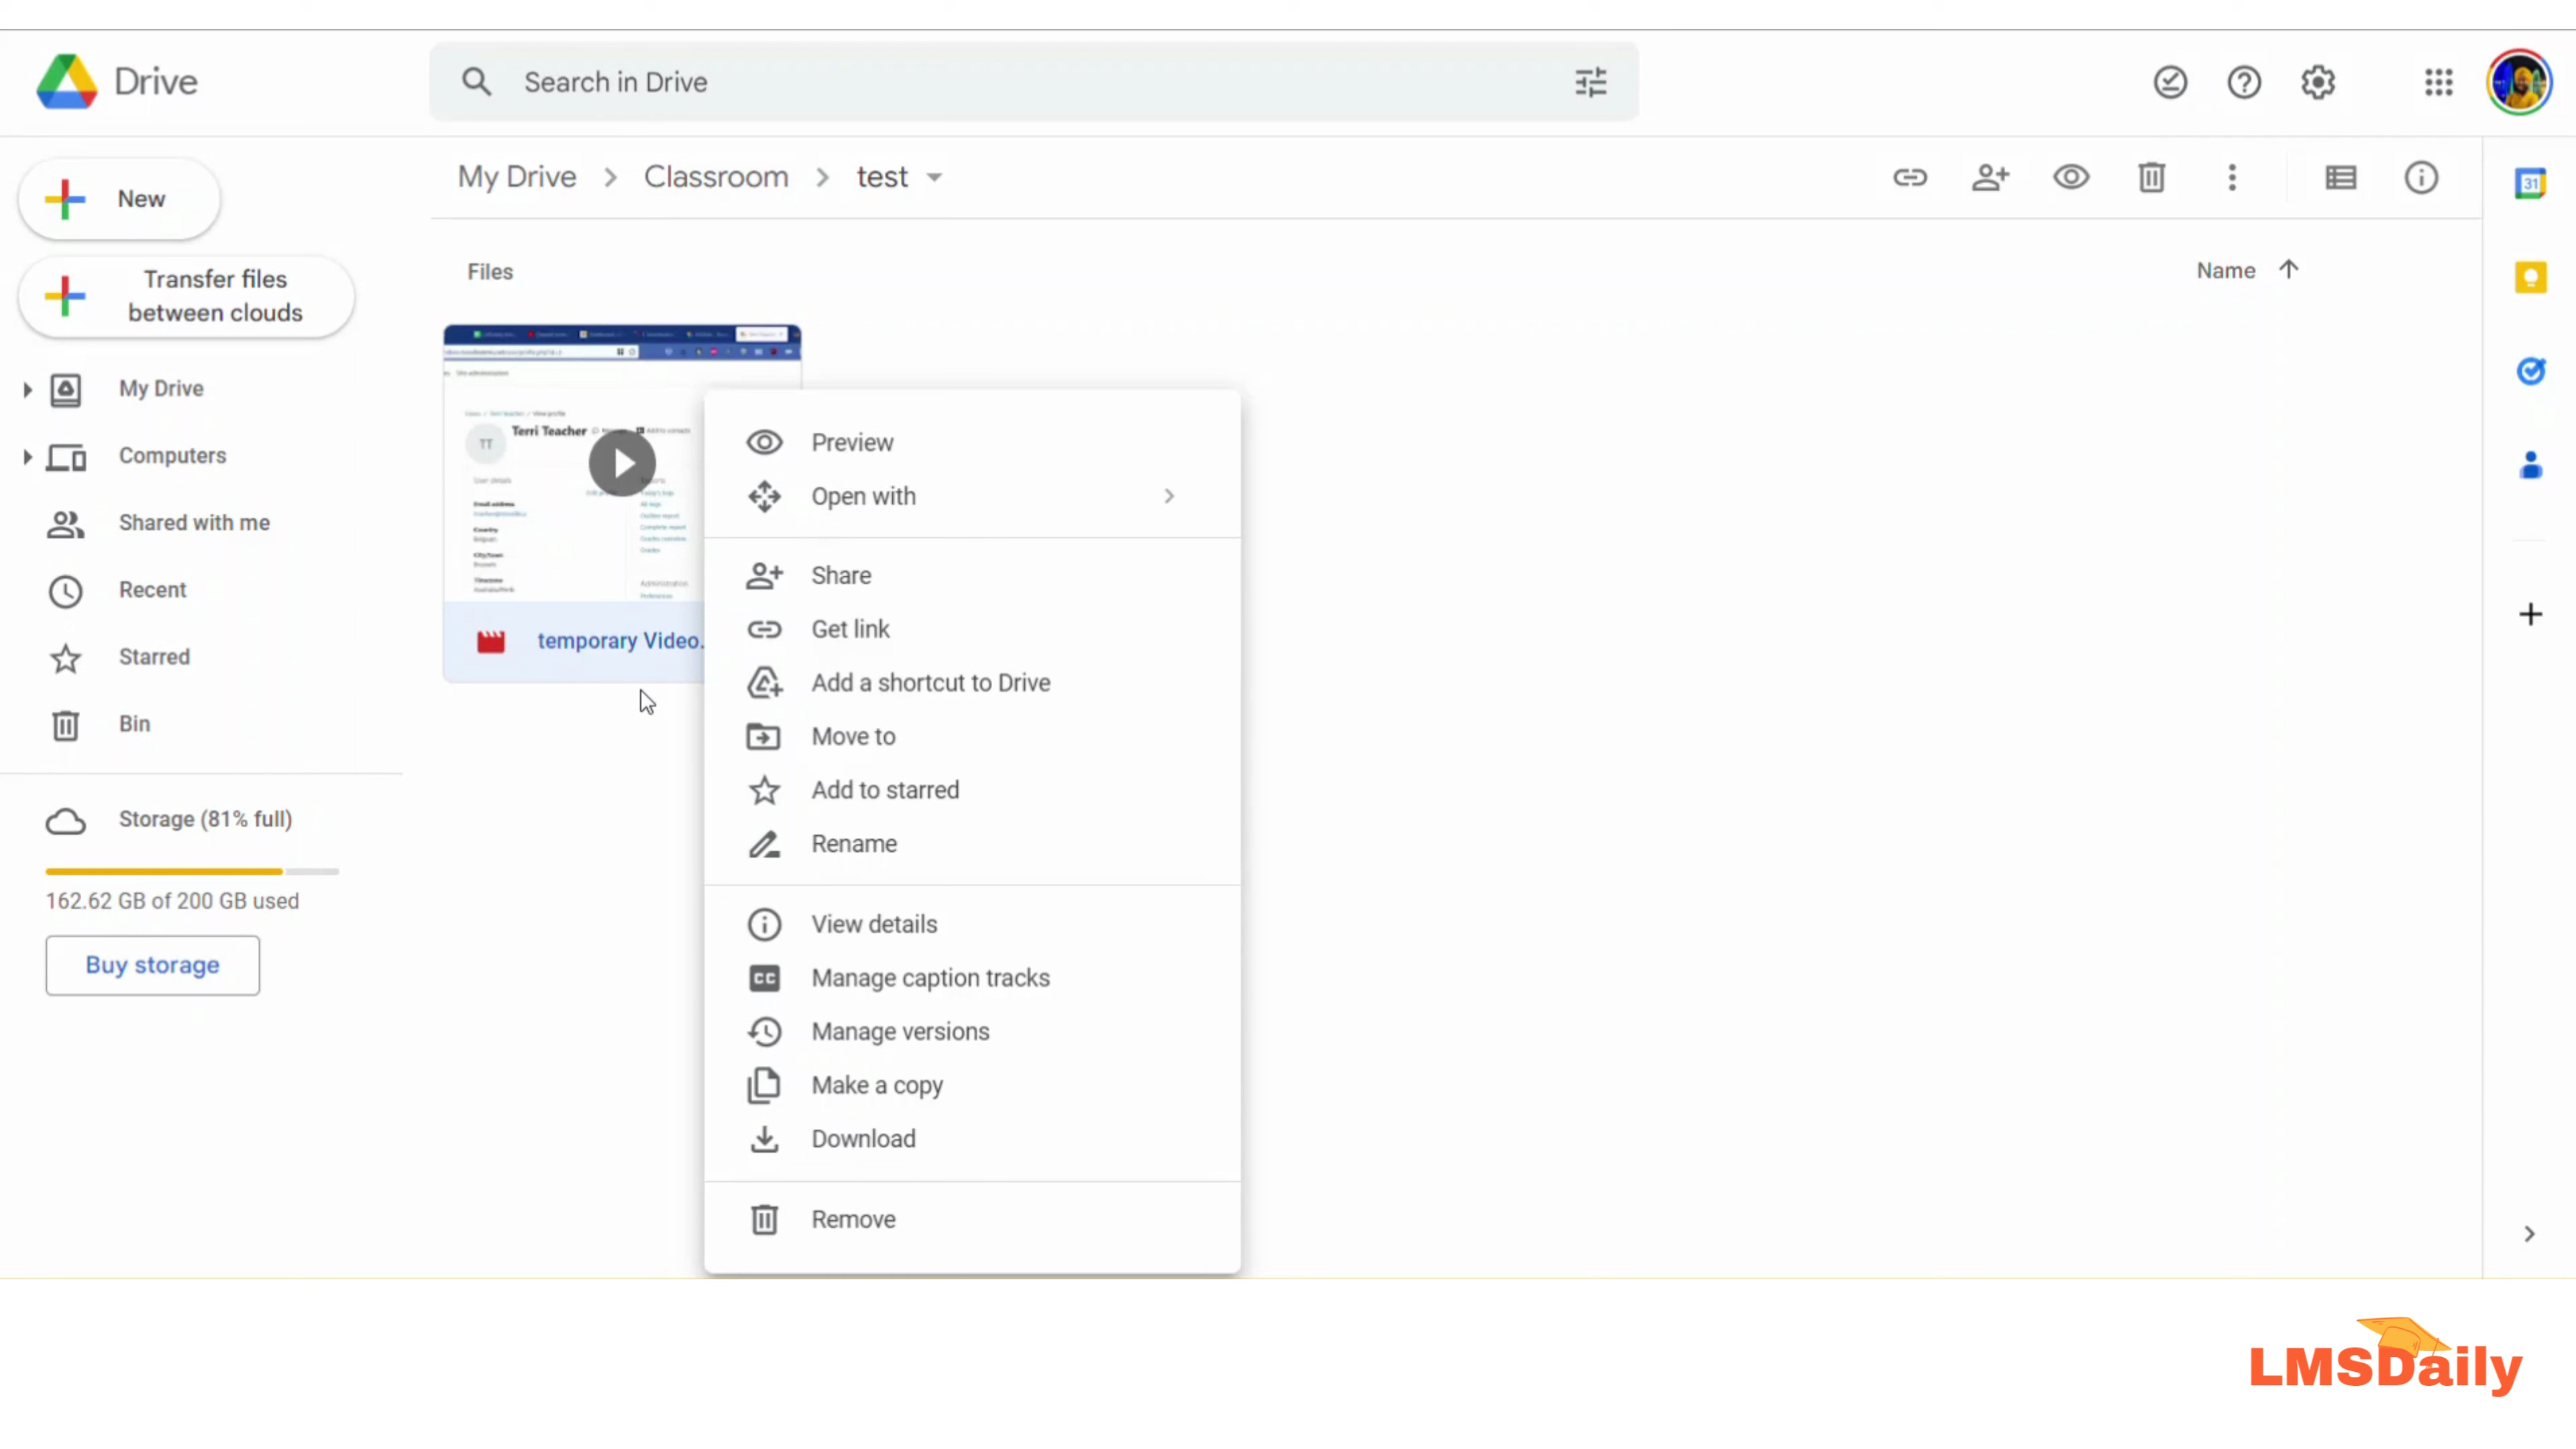 Drive
Search in Drive
New
Transfer files
between clouds
My Drive
Computers
Shared with me
Recent
Starred
Bin
Storage (81% full)
162.62 GB of 200 GB used
Buy storage
My Drive > Classroom > test
Files
Name
31
Terri Teacher
TT
temporary Video.
Preview
Open with
Share
Get link
Add a shortcut to Drive
Move to
Add to starred
Rename
View details
CC
Manage caption tracks
Manage versions
Make a copy
Download
Remove
LMSDaily